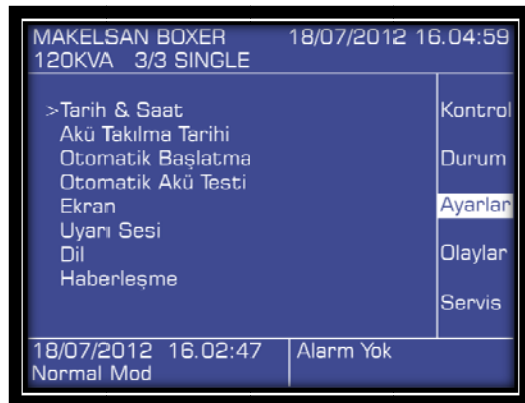 MAKELSAN BOXER 18/07/2012 16.04:59
120KVA 3/3 SINGLE
>Tarih & Saat
Akü Takılma Tarihi
Otomatik Başlatma
Otomatik Akü Testi
Ekran
Uyarı Sesi
Dil
Haberleşme
Kontrol
Durum
Ayarlar
Olaylar
Servis
18/07/2012 16.02:47
Normal Mod
Alarm Yok